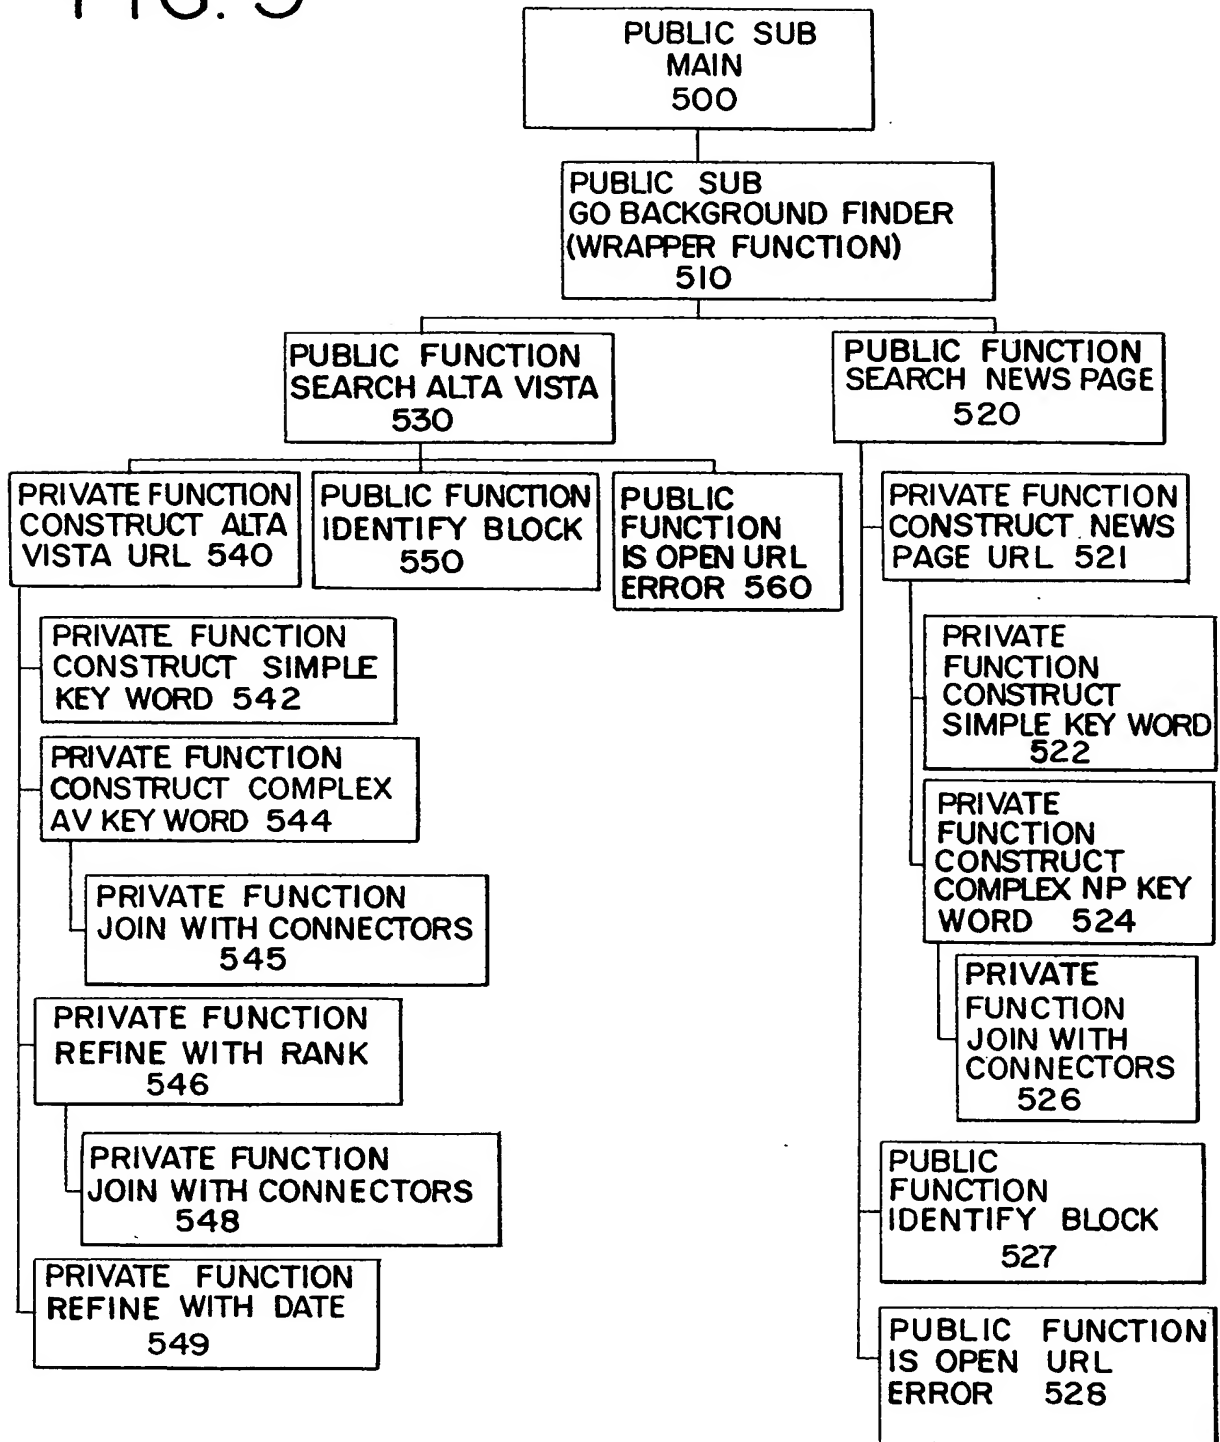 FIG. 5
PUBLIC SUB
MAIN
500
PUBLIC SUB
GO BACKGROUND FINDER
(WRAPPER FUNCTION)
510
PUBLIC FUNCTION
SEARCH ALTA VISTA
530
PUBLIC FUNCTION
SEARCH NEWS PAGE
520
PRIVATE FUNCTION
CONSTRUCT ALTA
VISTA URL 540
PUBLIC FUNCTION
IDENTIFY BLOCK
550
PUBLIC
FUNCTION
IS OPEN URL
ERROR 560
PRIVATE FUNCTION
CONSTRUCT NEWS
PAGE URL 521
PRIVATE FUNCTION
CONSTRUCT SIMPLE
KEY WORD 542
PRIVATE FUNCTION
CONSTRUCT COMPLEX
AV KEY WORD 544
PRIVATE FUNCTION
JOIN WITH CONNECTORS
545
PRIVATE FUNCTION
REFINE WITH RANK
546
PRIVATE FUNCTION
JOIN WITH CONNECTORS
548
PRIVATE FUNCTION
REFINE WITH DATE
549
PRIVATE
FUNCTION
CONSTRUCT
SIMPLE KEY WORD
522
PRIVATE
FUNCTION
CONSTRUCT
COMPLEX NP KEY
WORD 524
PRIVATE
FUNCTION
JOIN WITH
CONNECTORS
526
PUBLIC
FUNCTION
IDENTIFY BLOCK
527
PUBLIC FUNCTION
IS OPEN URL
ERROR 528